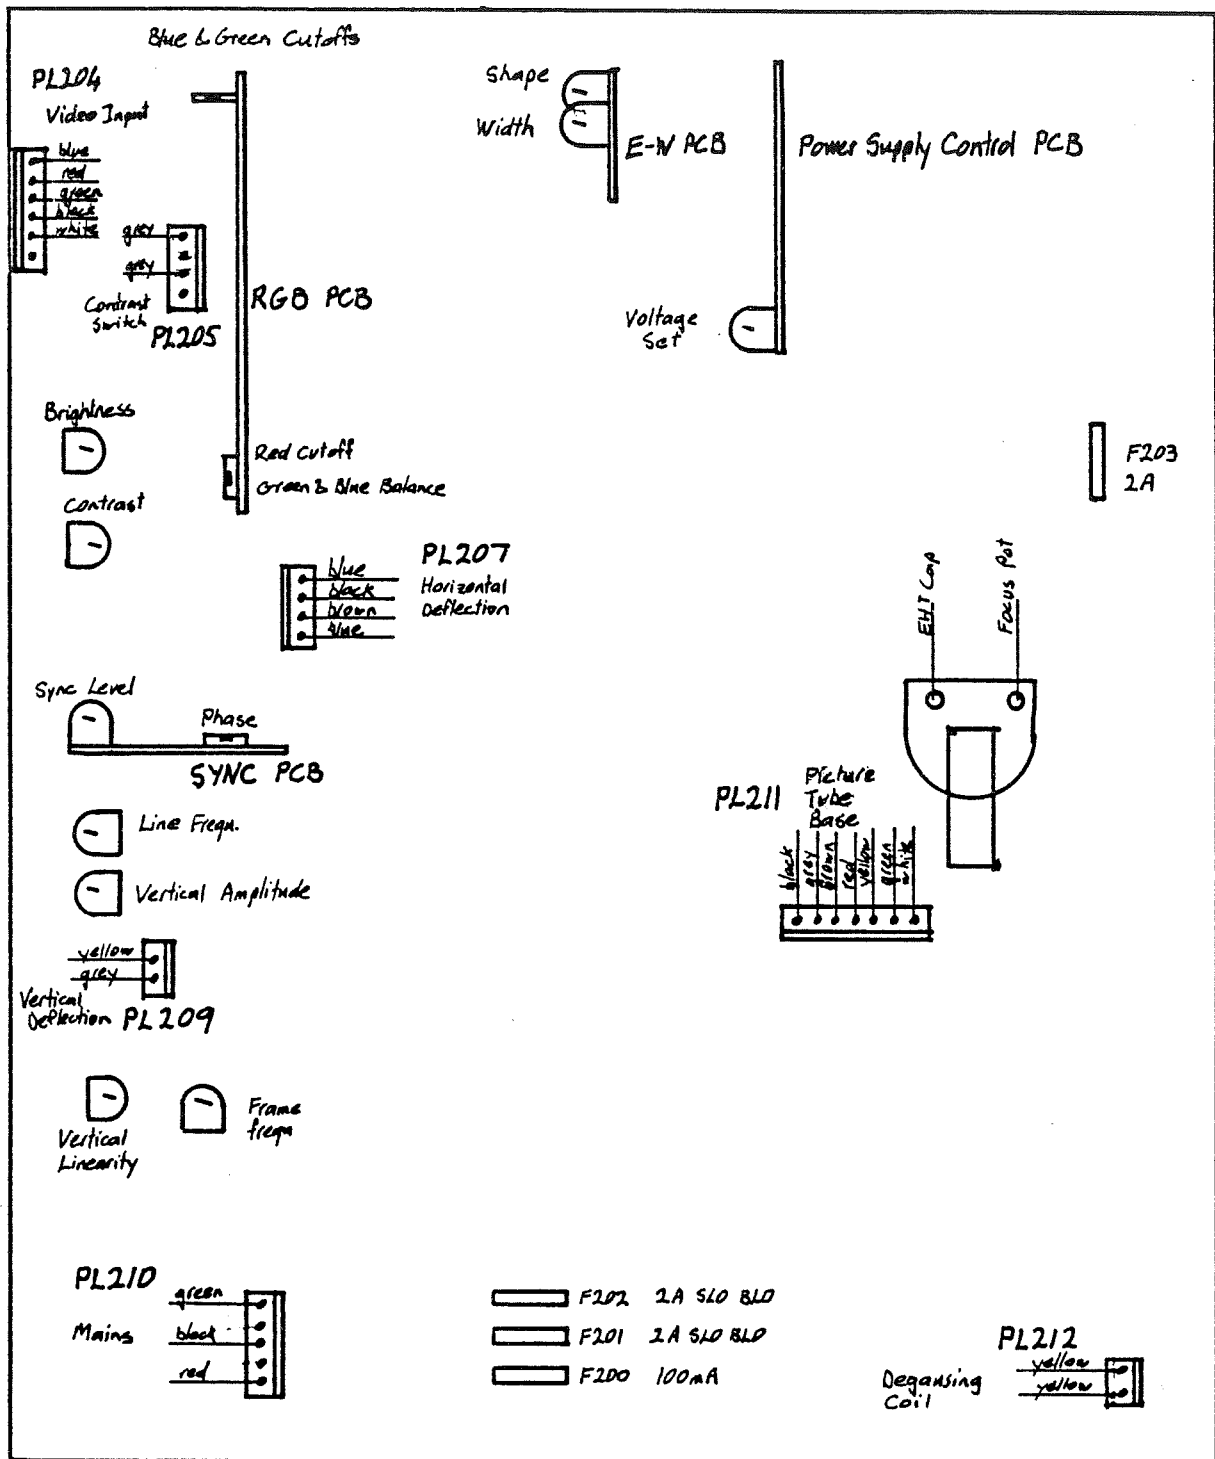 Blue & Green Cutoffs
PL204
Video Input
blue
red
green
black
white
grey
grey
Contrast
Switch
PL205
RGB PCB
Shape
Width
E-W PCB
Power Supply Control PCB
Voltage
Set
Brightness
Contrast
Red Cutoff
Green & Blue Balance
F203
2A
PL207
Horizontal
Deflection
blue
black
brown
blue
EHT Cap
Focus Pot
Sync Level
Phase
SYNC PCB
Line Freqn.
Vertical Amplitude
PL211
Picture
Tube
Base
black
grey
brown
red
yellow
green
white
yellow
grey
Vertical
Deflection
PL209
Vertical
Linearity
Frame
freqn
PL210
Mains
green
black
red
F202 2A SLO BLO
F201 2A SLO BLO
F200 100mA
PL212
Degausing
Coil
yellow
yellow